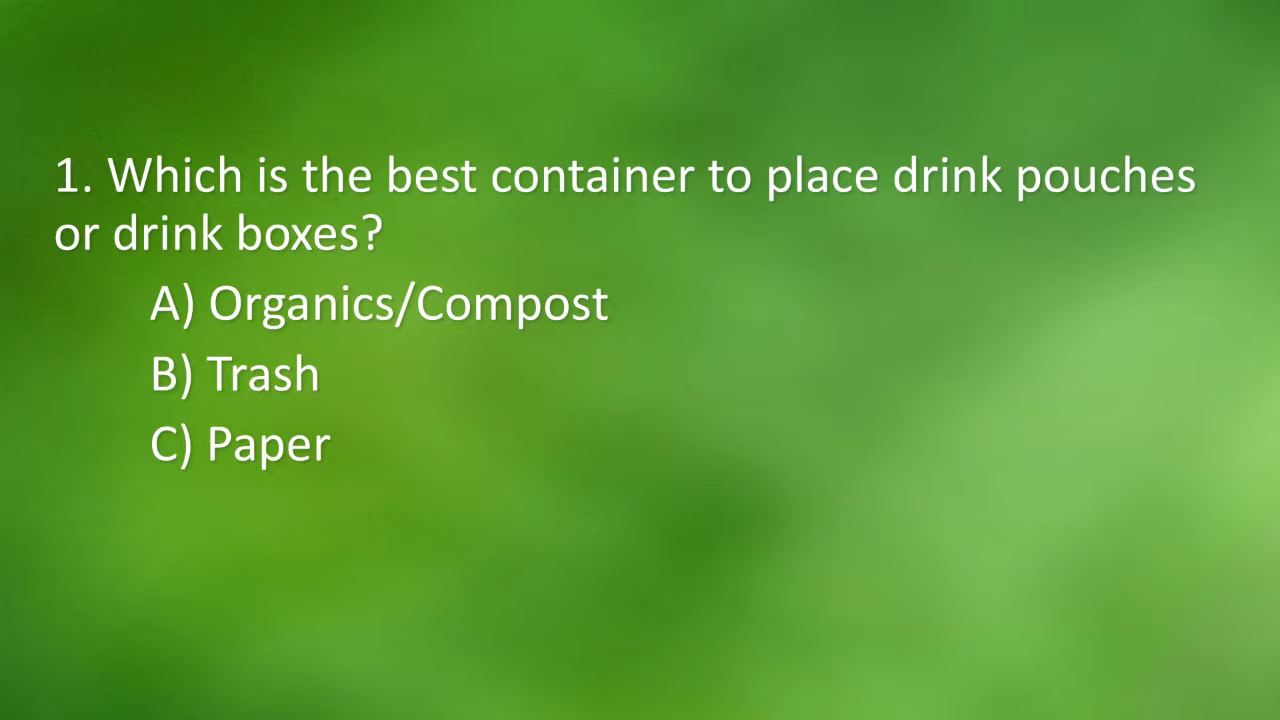 1. Which is the best container to place drink pouches
or drink boxes?
A) Organics/Compost
B) Trash
C) Paper